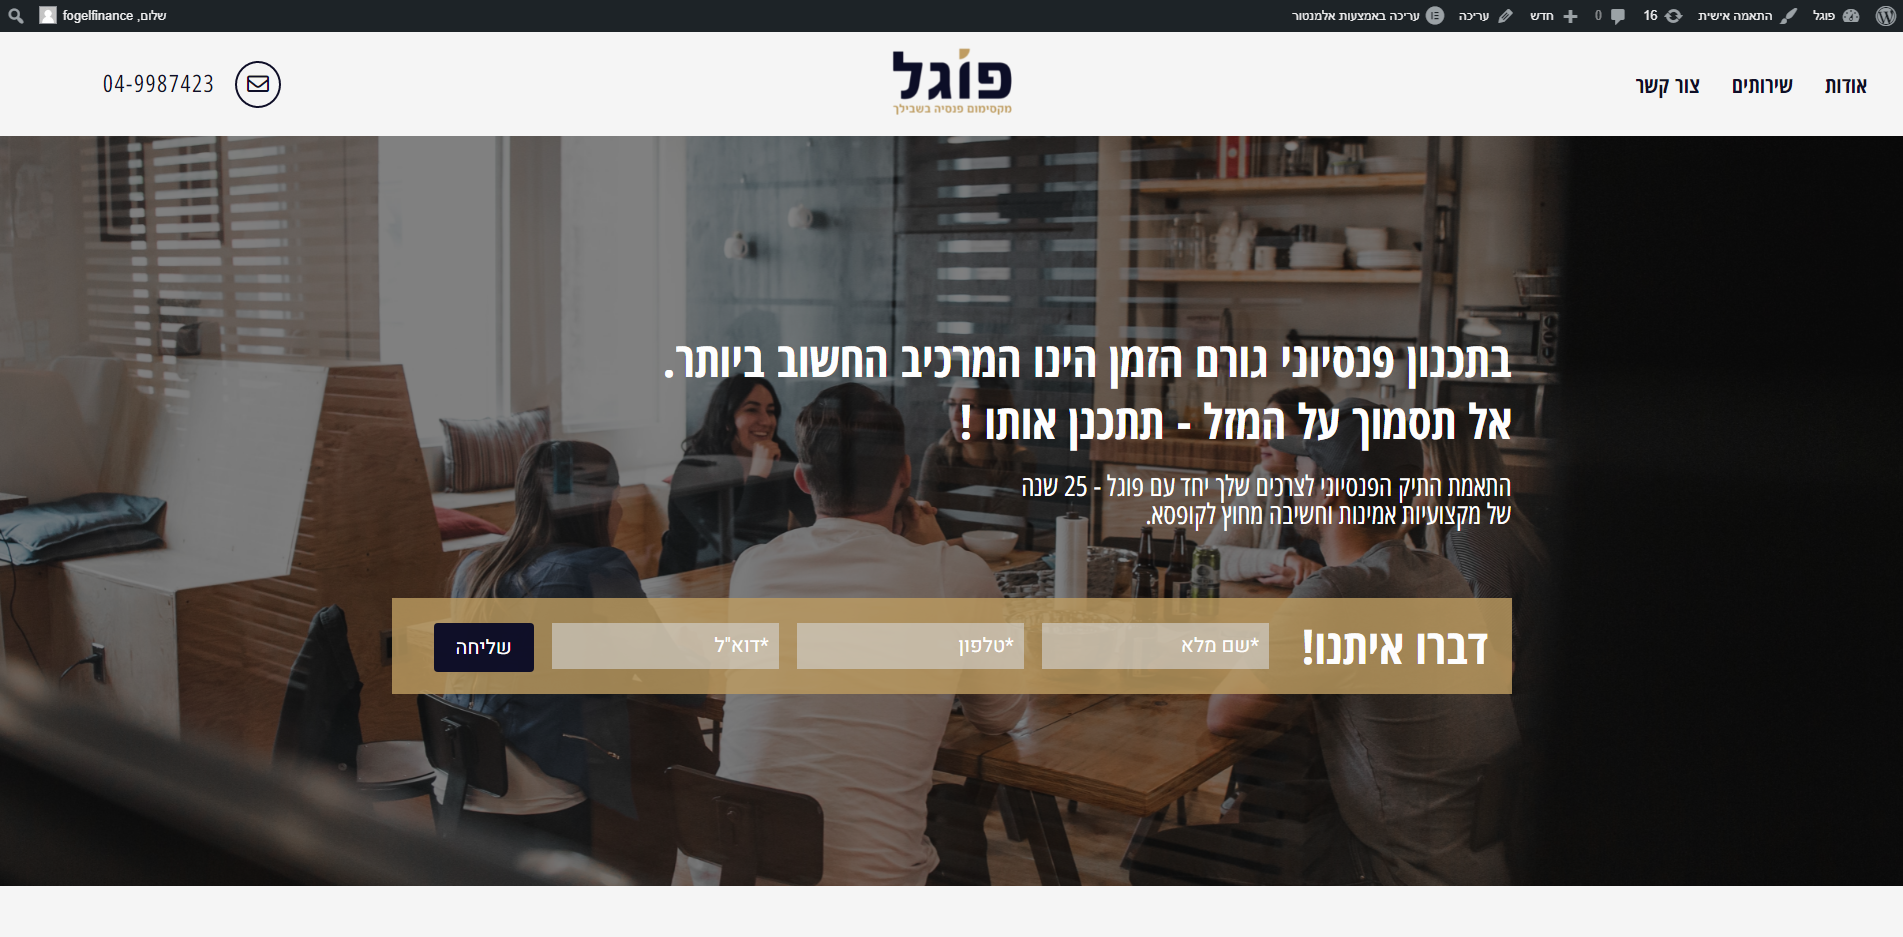 פוגל
התאמה אישית
16
0
חדש
עריכה
עריכה באמצעות אלמנטור
שלום, fogelfinance
אודות
שירותים
צור קשר
פוגל
מקסימום פנסיה בשבילך
04-9987423
בתכנון פנסיוני גורם הזמן הינו המרכיב החשוב ביותר.
אל תסמוך על המזל - תתכנן אותו !
התאמת התיק הפנסיוני לצרכים שלך יחד עם פוגל - 25 שנה
של מקצועיות אמינות וחשיבה מחוץ לקופסא.
דברו איתנו!
*שם מלא
*טלפון
*דוא"ל
שליחה